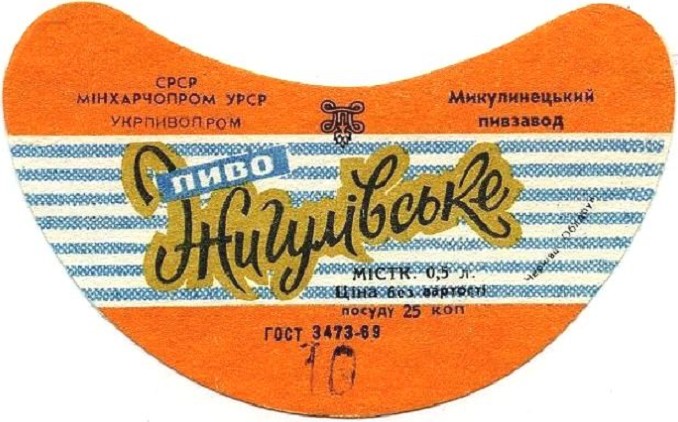 СРСР
МІНХАРЧОПРОМ УРСР
УКРПИВОПРОМ
Микулинецький
пивзавод
ПИВО
Жигулівське
МІСТК. 0,5 л.
Ціна без вартості
посуду 25 коп
ГОСТ 3473-69
10